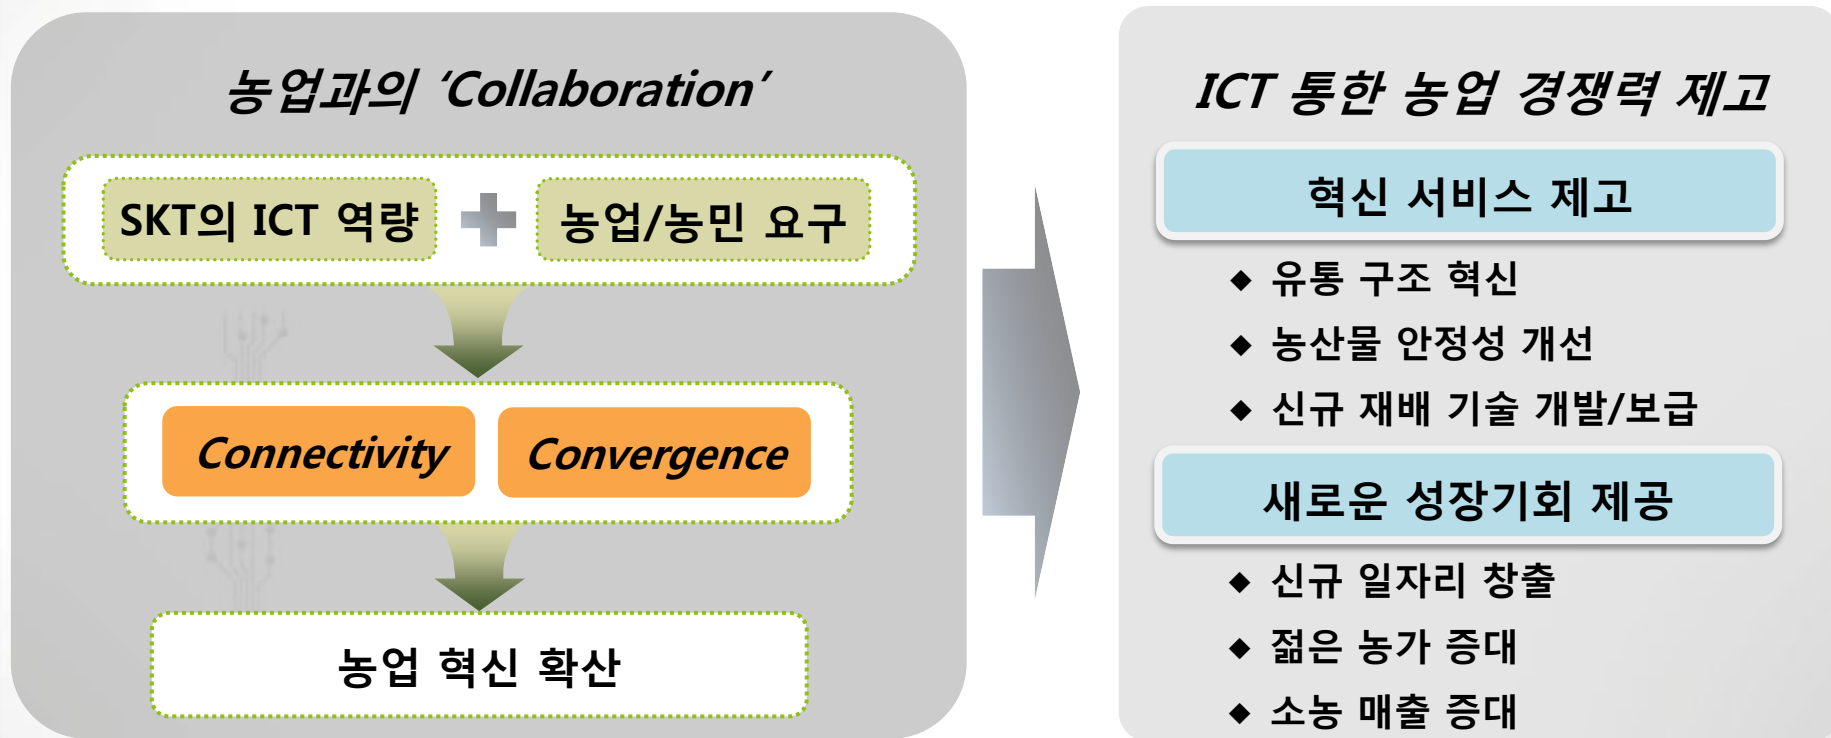 농업과의 ‘Collaboration’
SKT의 ICT 역량
농업/농민 요구
Connectivity
Convergence
농업 혁신 확산
ICT 통한 농업 경쟁력 제고
혁신 서비스 제고
◆ 유통 구조 혁신
◆ 농산물 안정성 개선
◆ 신규 재배 기술 개발/보급
새로운 성장기회 제공
◆ 신규 일자리 창출
◆ 젊은 농가 증대
◆ 소농 매출 증대